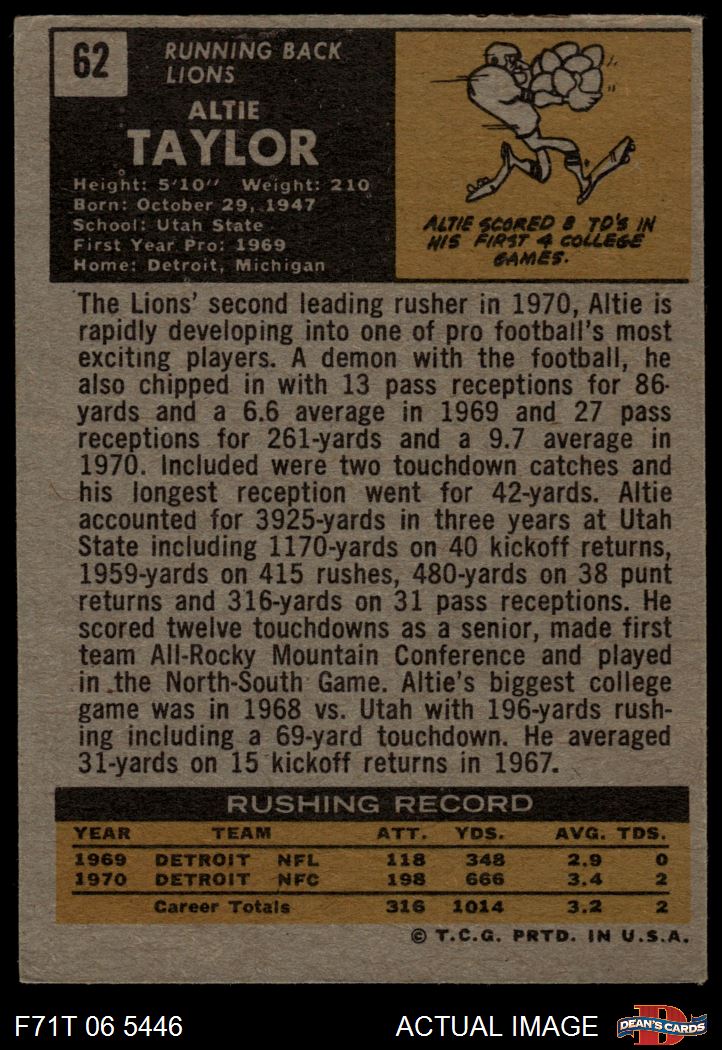 62
RUNNING BACK
LIONS
ALTIE
TAYLOR
Height: 5'10" Weight: 210
Born: October 29, 1947
School: Utah State
First Year Pro: 1969
Home: Detroit, Michigan
ALTIE SCORED 8 TD'S IN
HIS FIRST 4 COLLEGE
GAMES.
The Lions' second leading rusher in 1970, Altie is
rapidly developing into one of pro football's most
exciting players. A demon with the football, he
also chipped in with 13 pass receptions for 86-
yards and a 6.6 average in 1969 and 27 pass
receptions for 261-yards and a 9.7 average in
1970. Included were two touchdown catches and
his longest reception went for 42-yards. Altie
accounted for 3925-yards in three years at Utah
State including 1170-yards on 40 kickoff returns,
1959-yards on 415 rushes, 480-yards on 38 punt
returns and 316-yards on 31 pass receptions. He
scored twelve touchdowns as a senior, made first
team All-Rocky Mountain Conference and played
in the North-South Game. Altie's biggest college
game was in 1968 vs. Utah with 196-yards rush-
ing including a 69-yard touchdown. He averaged
31-yards on 15 kickoff returns in 1967.
RUSHING RECORD
YEAR TEAM ATT. YDS. AVG. TDS.
1969 DETROIT NFL 118 348 2.9 0
1970 DETROIT NFC 198 666 3.4 2
Career Totals 316 1014 3.2 2
© T.C.G. PRTD. IN U.S.A.
F71T 06 5446 ACTUAL IMAGE
D
DEAN'S CARDS